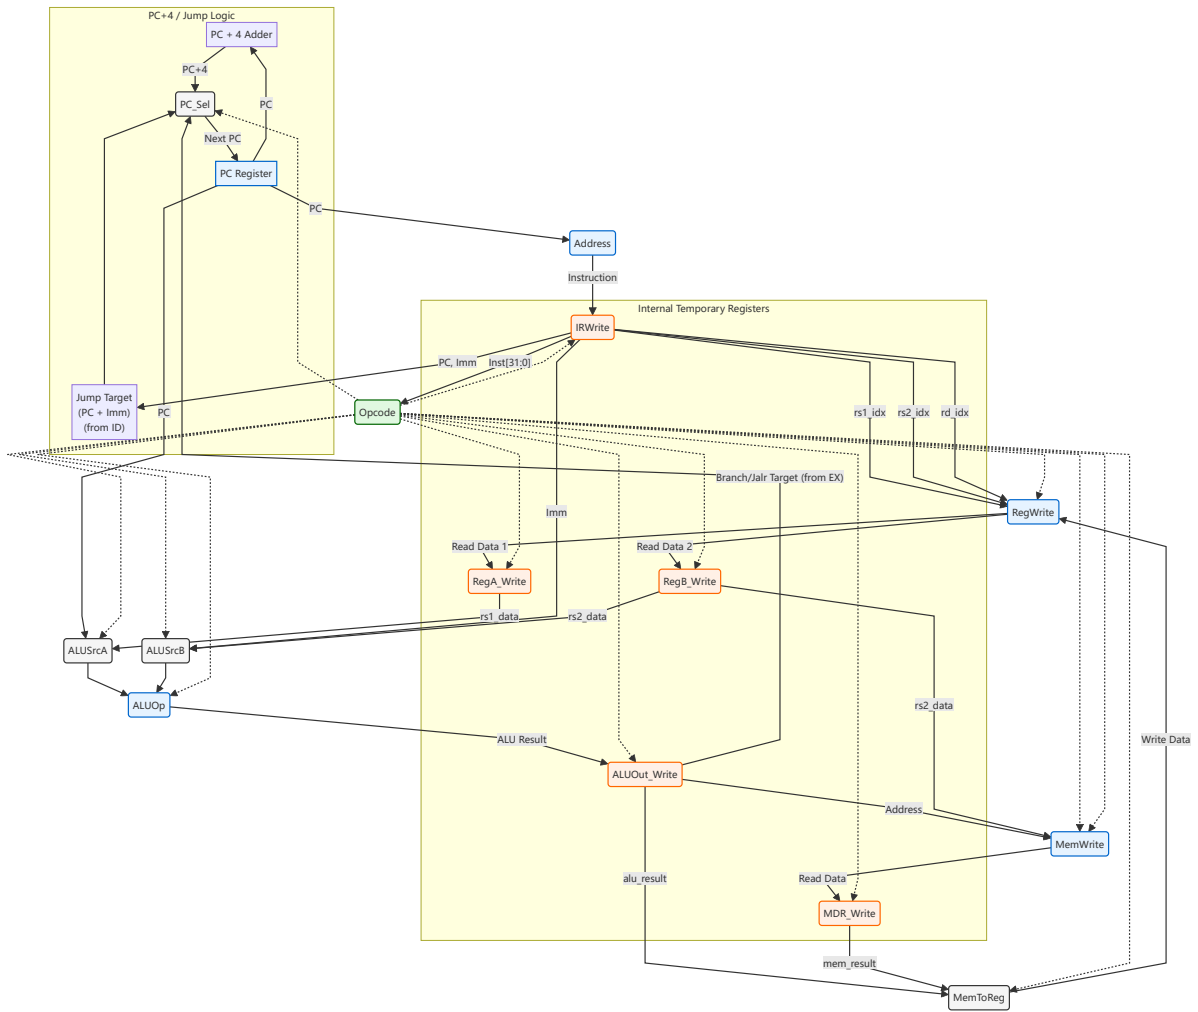 PC+4 / Jump Logic
PC + 4 Adder
PC+4
PC_Sel
PC
Next PC
PC Register
PC
Address
Instruction
Internal Temporary Registers
IRWrite
PC, Imm
Inst[31:0]
Jump Target
(PC + Imm)
(from ID)
PC
Opcode
rs1_idx
rs2_idx
rd_idx
Branch/Jalr Target (from EX)
Imm
RegWrite
Read Data 1
Read Data 2
RegA_Write
RegB_Write
rs1_data
rs2_data
ALUSrcA
ALUSrcB
ALUOp
rs2_data
ALU Result
Write Data
ALUOut_Write
Address
MemWrite
alu_result
Read Data
MDR_Write
mem_result
MemToReg